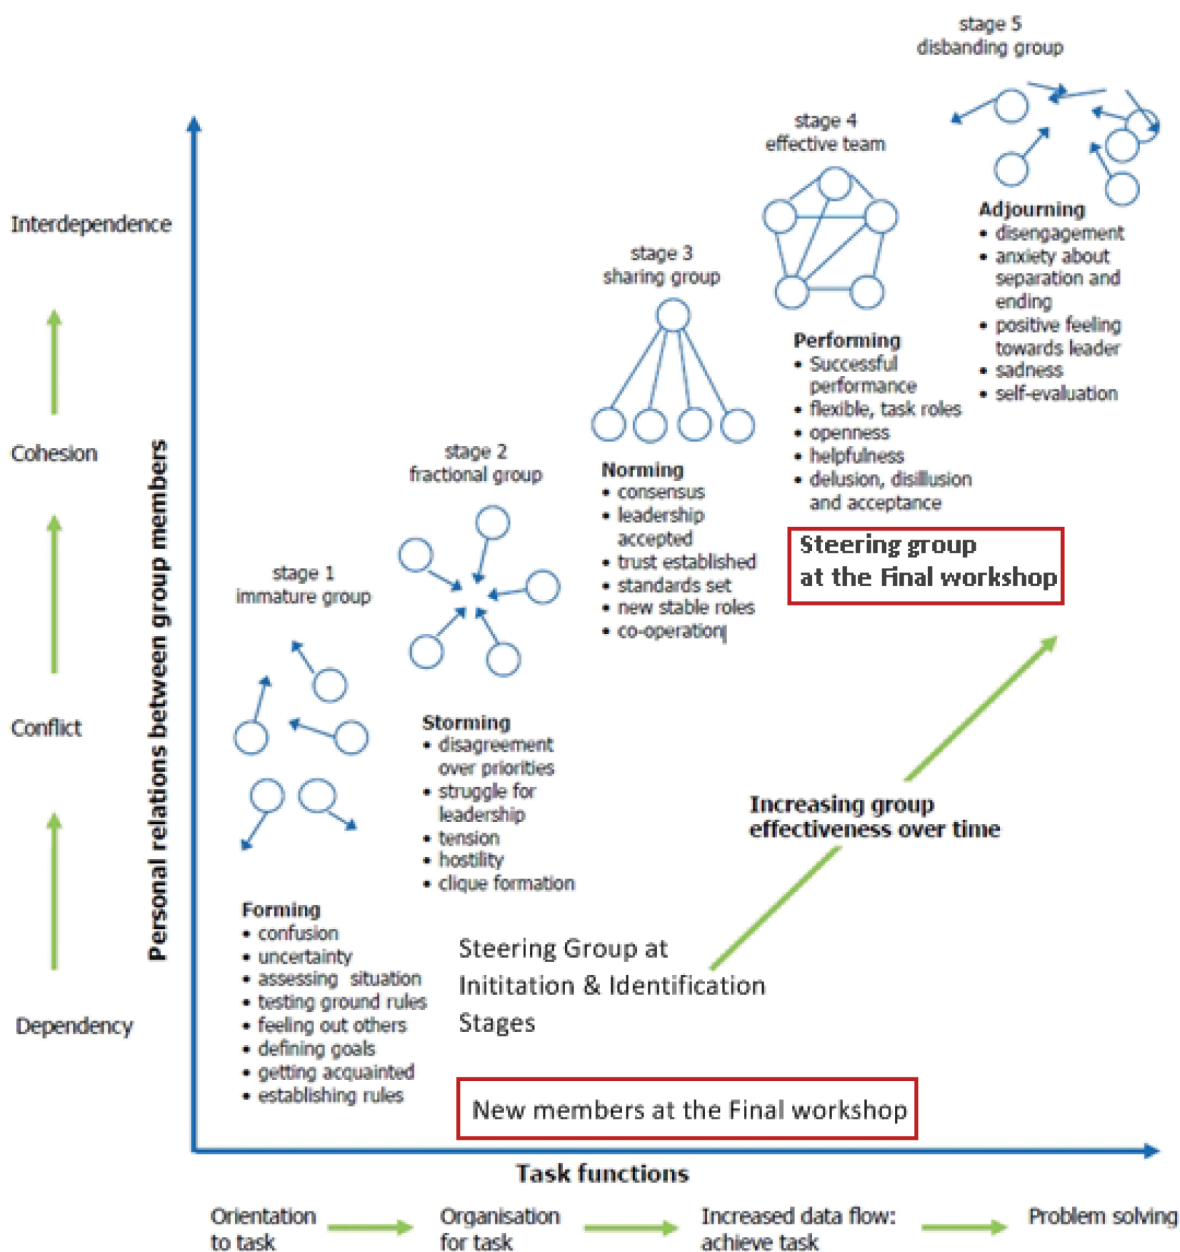 stage 5
disbanding group
Adjourning
• disengagement
• anxiety about
separation and
ending
• positive feeling
towards leader
• sadness
• self-evaluation
stage 4
effective team
Performing
• Successful
performance
• flexible, task roles
• openness
• helpfulness
• delusion, disillusion
and acceptance
Steering group
at the Final workshop
stage 3
sharing group
Norming
• consensus
• leadership
accepted
• trust established
• standards set
• new stable roles
• co-operation
stage 2
fractional group
Storming
• disagreement
over priorities
• struggle for
leadership
• tension
• hostility
• clique formation
stage 1
immature group
Forming
• confusion
• uncertainty
• assessing situation
• testing ground rules
• feeling out others
• defining goals
• getting acquainted
• establishing rules
Interdependence
Cohesion
Conflict
Dependency
Personal relations between group members
Increasing group
effectiveness over time
Steering Group at
Inititation & Identification
Stages
New members at the Final workshop
Task functions
Orientation
to task
Organisation
for task
Increased data flow:
achieve task
Problem solving